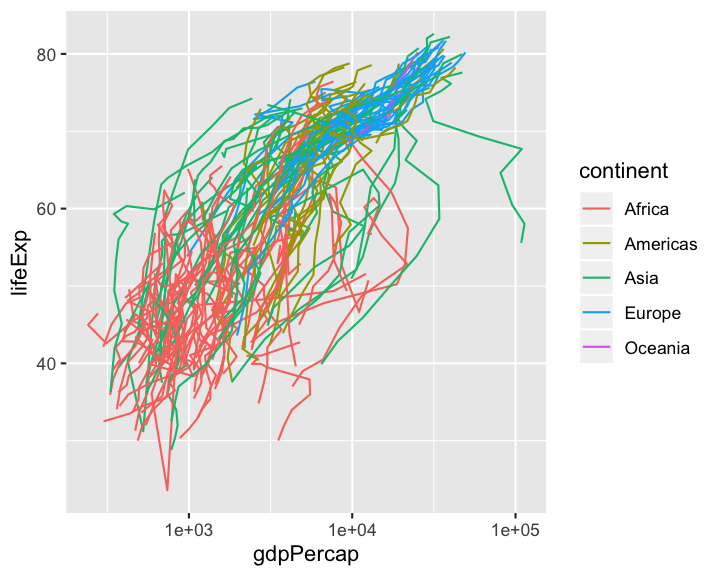 80
60
40
lifeExp
1e+03 1e+04 1e+05
gdpPercap
continent
Africa
Americas
Asia
Europe
Oceania